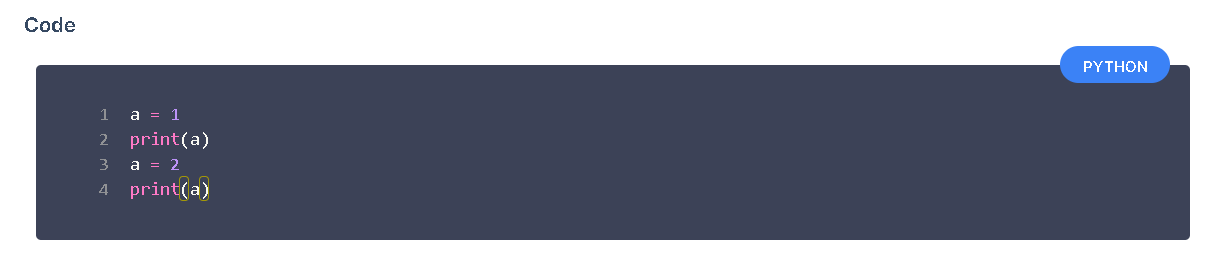 Code
PYTHON
1 a = 1
2 print(a)
3 a = 2
4 print(a)